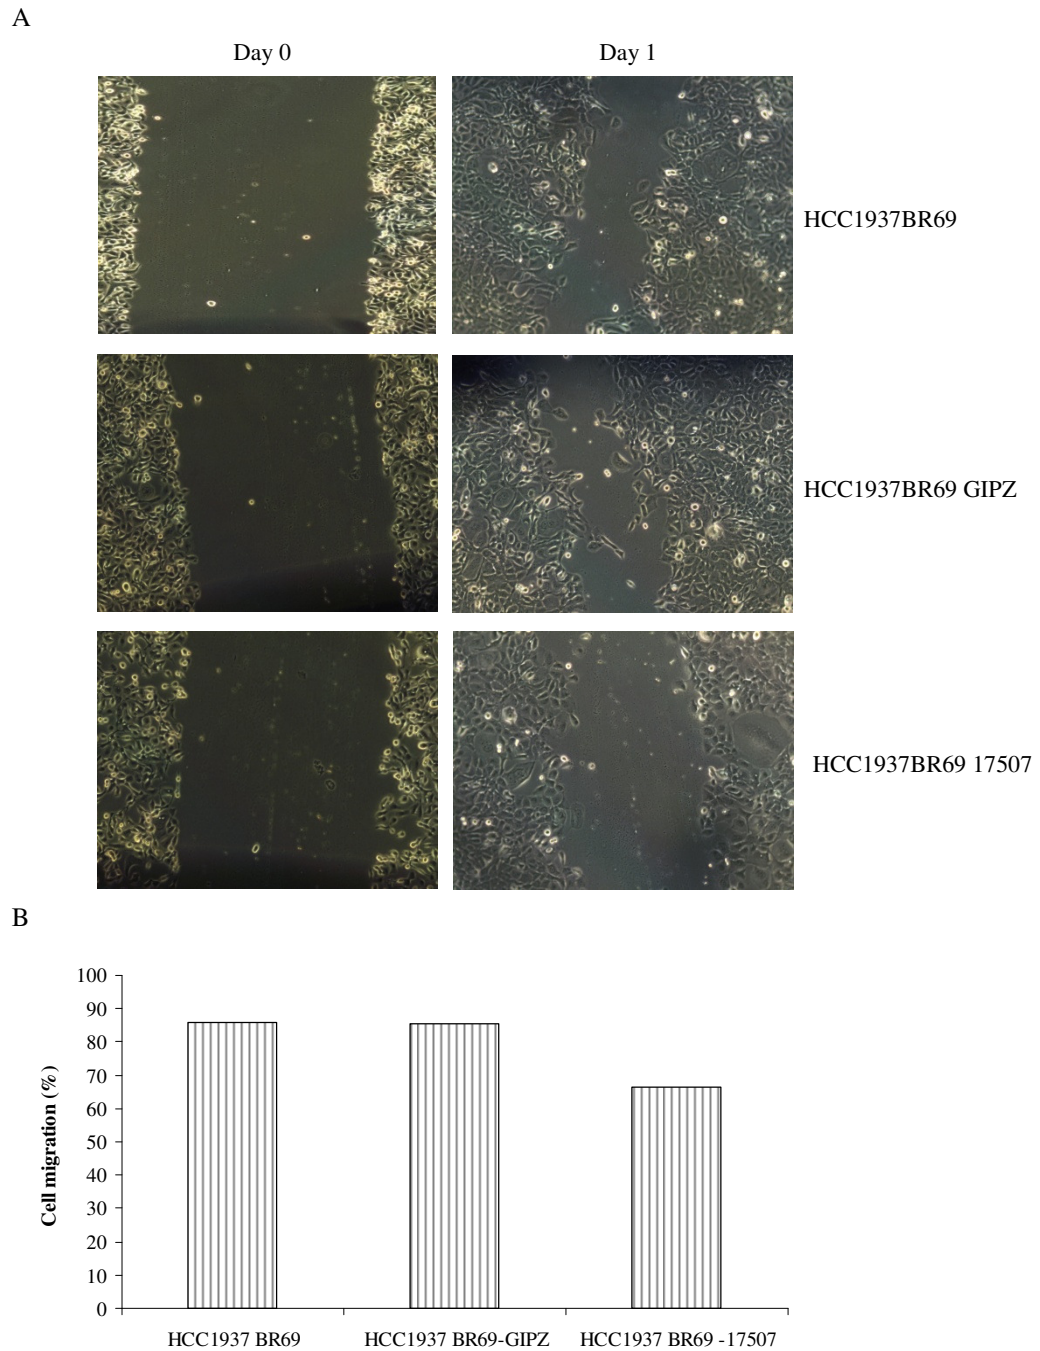 A
Day 0 Day 1
HCC1937BR69
HCC1937BR69 GIPZ
HCC1937BR69 17507
B
100
90
80
70
60
50
40
30
20
10
0
Cell migration (%)
HCC1937 BR69 HCC1937 BR69-GIPZ HCC1937 BR69 -17507